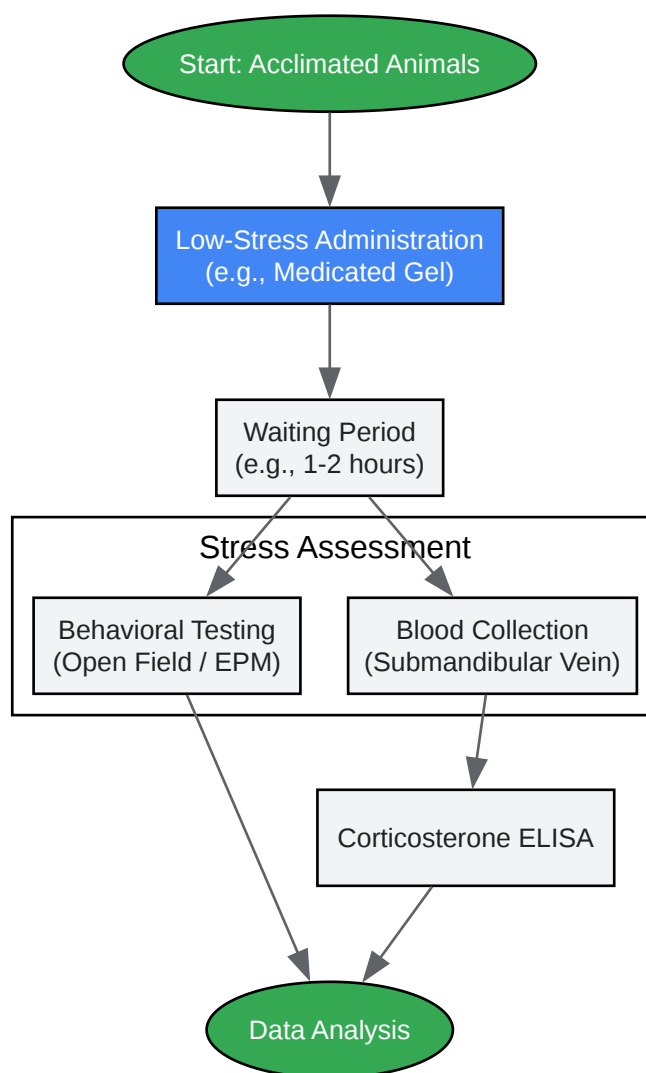 Start: Acclimated Animals
Low-Stress Administration
(e.g., Medicated Gel)
Waiting Period
(e.g., 1-2 hours)
Stress Assessment
Behavioral Testing
(Open Field / EPM)
Blood Collection
(Submandibular Vein)
Corticosterone ELISA
Data Analysis